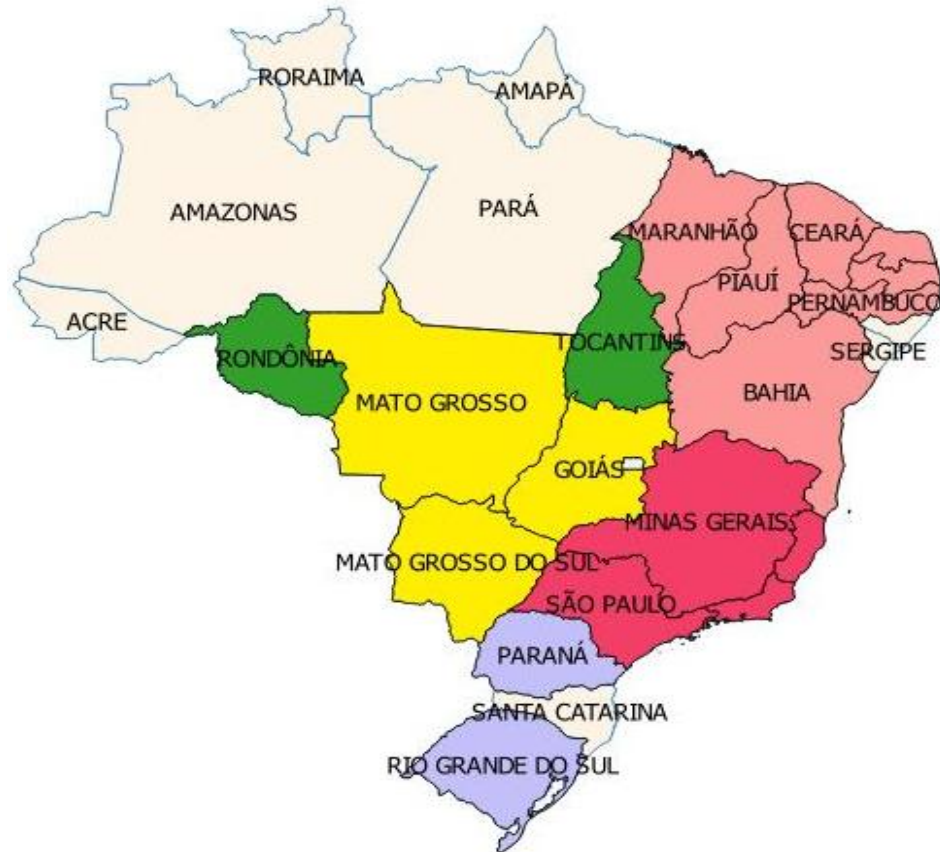 RORAIMA
AMAPÁ
AMAZONAS
PARÁ
MARANHÃO
CEARÁ
PIAUÍ
PERNAMBUCO
ACRE
RONDÔNIA
TOCANTINS
SERGIPE
MATO GROSSO
BAHIA
GOIÁS
MINAS GERAIS
MATO GROSSO DO SUL
SÃO PAULO
PARANÁ
SANTA CATARINA
RIO GRANDE DO SUL